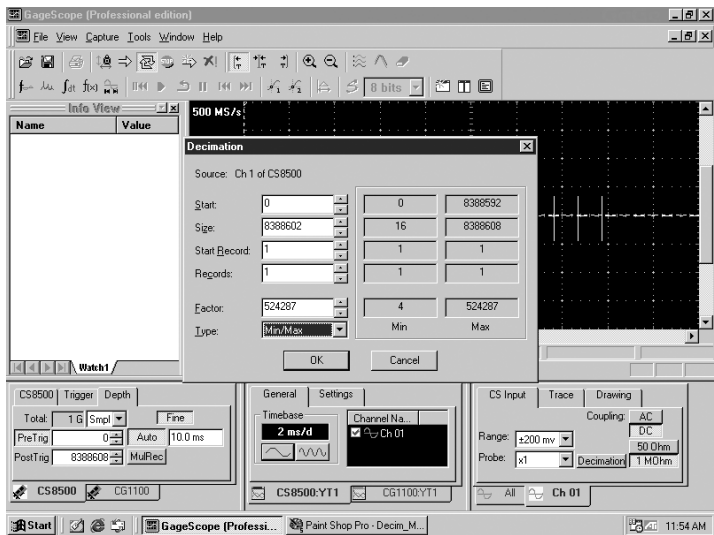 GageScope (Professional edition)
File View Capture Tools Window Help
8 bits
Info View
Name Value
500 MS/s
Decimation
Source: Ch 1 of CS8500
Start: 0 0 8388592
Size: 8388602 16 8388608
Start Record: 1 1 1
Records: 1 1 1
Factor: 524287 4 524287
Type: Min/Max Min Max
OK Cancel
Watch1
CS8500 Trigger Depth
Total: 1 G Smpl Fine
PreTrig 0 Auto 10.0 ms
PostTrig 8388608 MulRec
CS8500 CG1100
General Settings
Timebase
2 ms/d
Channel Na...
Ch 01
CS8500:YT1 CG1100:YT1
CS Input Trace Drawing
Coupling: AC
DC
Range: ±200 mv
50 Ohm
Probe: x1 Decimation 1 MOhm
All Ch 01
Start GageScope (Professi... Paint Shop Pro - Decim_M... 11:54 AM